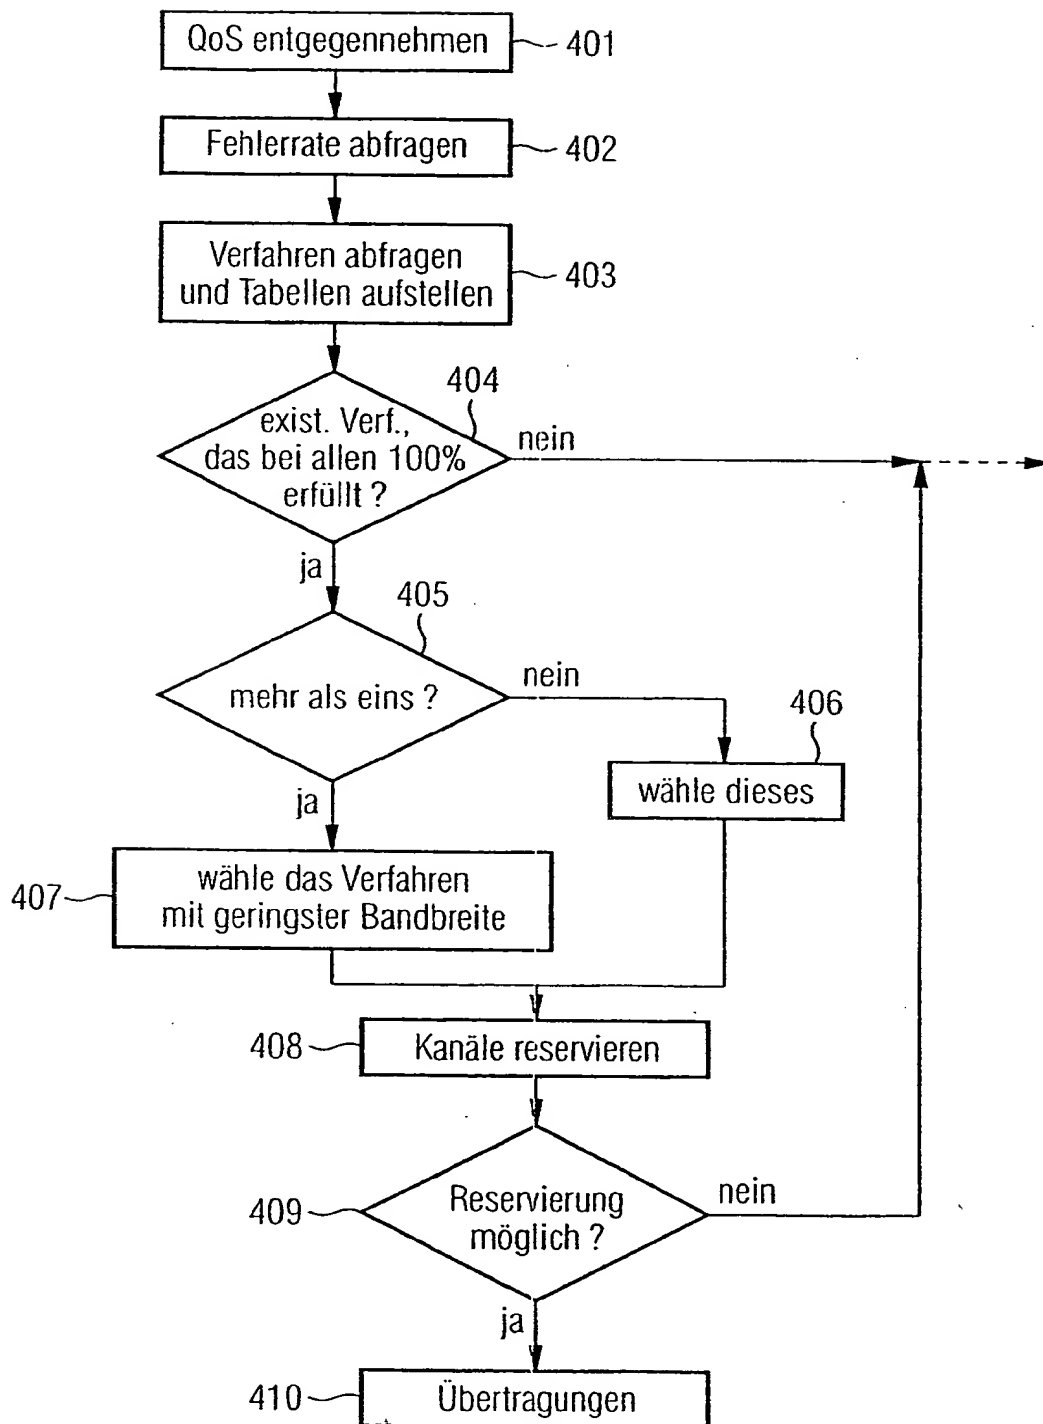 QoS entgegennehmen
401
Fehlerrate abfragen
402
Verfahren abfragen
und Tabellen aufstellen
403
404
exist. Verf.,
das bei allen 100%
erfüllt ?
nein
ja
405
mehr als eins ?
nein
406
wähle dieses
ja
407
wähle das Verfahren
mit geringster Bandbreite
408
Kanäle reservieren
409
Reservierung
möglich ?
nein
ja
410
Übertragungen